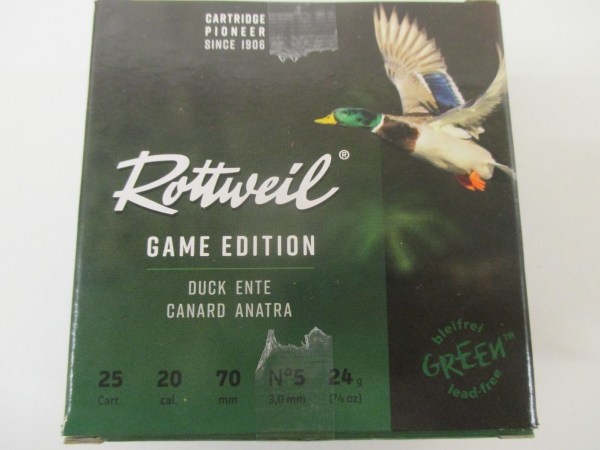 CARTRIDGE
PIONEER
SINCE 1906
Rottweil®
GAME EDITION
DUCK ENTE
CANARD ANATRA
bleifrei
GREEN™
lead-free
25 20 70 N°5 24 g
Cart. cal. mm 3,0 mm (⅞ oz)